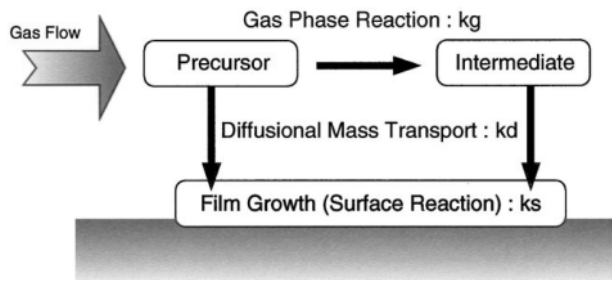 Gas Phase Reaction : kg
Gas Flow
Precursor
Intermediate
Diffusional Mass Transport : kd
Film Growth (Surface Reaction) : ks